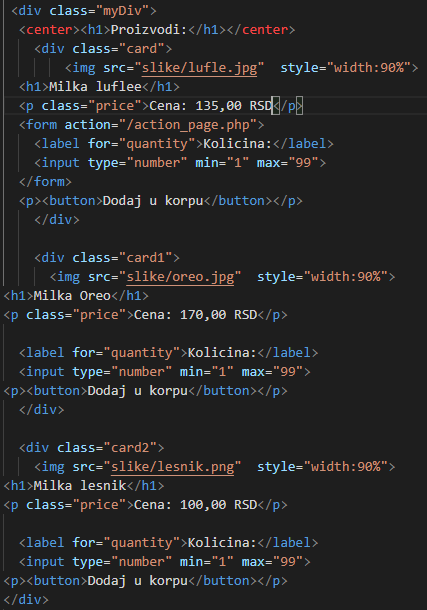 <div class="myDiv">
<center><h1>Proizvodi:</h1></center>
<div class="card">
<img src="slike/lufle.jpg"  style="width:90%">
<h1>Milka luflee</h1>
<p class="price">Cena: 135,00 RSD</p>
<form action="/action_page.php">
<label for="quantity">Kolicina:</label>
<input type="number" min="1" max="99">
</form>
<p><button>Dodaj u korpu</button></p>
</div>
<div class="card1">
<img src="slike/oreo.jpg"  style="width:90%">
<h1>Milka Oreo</h1>
<p class="price">Cena: 170,00 RSD</p>
<label for="quantity">Kolicina:</label>
<input type="number" min="1" max="99">
<p><button>Dodaj u korpu</button></p>
</div>
<div class="card2">
<img src="slike/lesnik.png"  style="width:90%">
<h1>Milka lesnik</h1>
<p class="price">Cena: 100,00 RSD</p>
<label for="quantity">Kolicina:</label>
<input type="number" min="1" max="99">
<p><button>Dodaj u korpu</button></p>
</div>